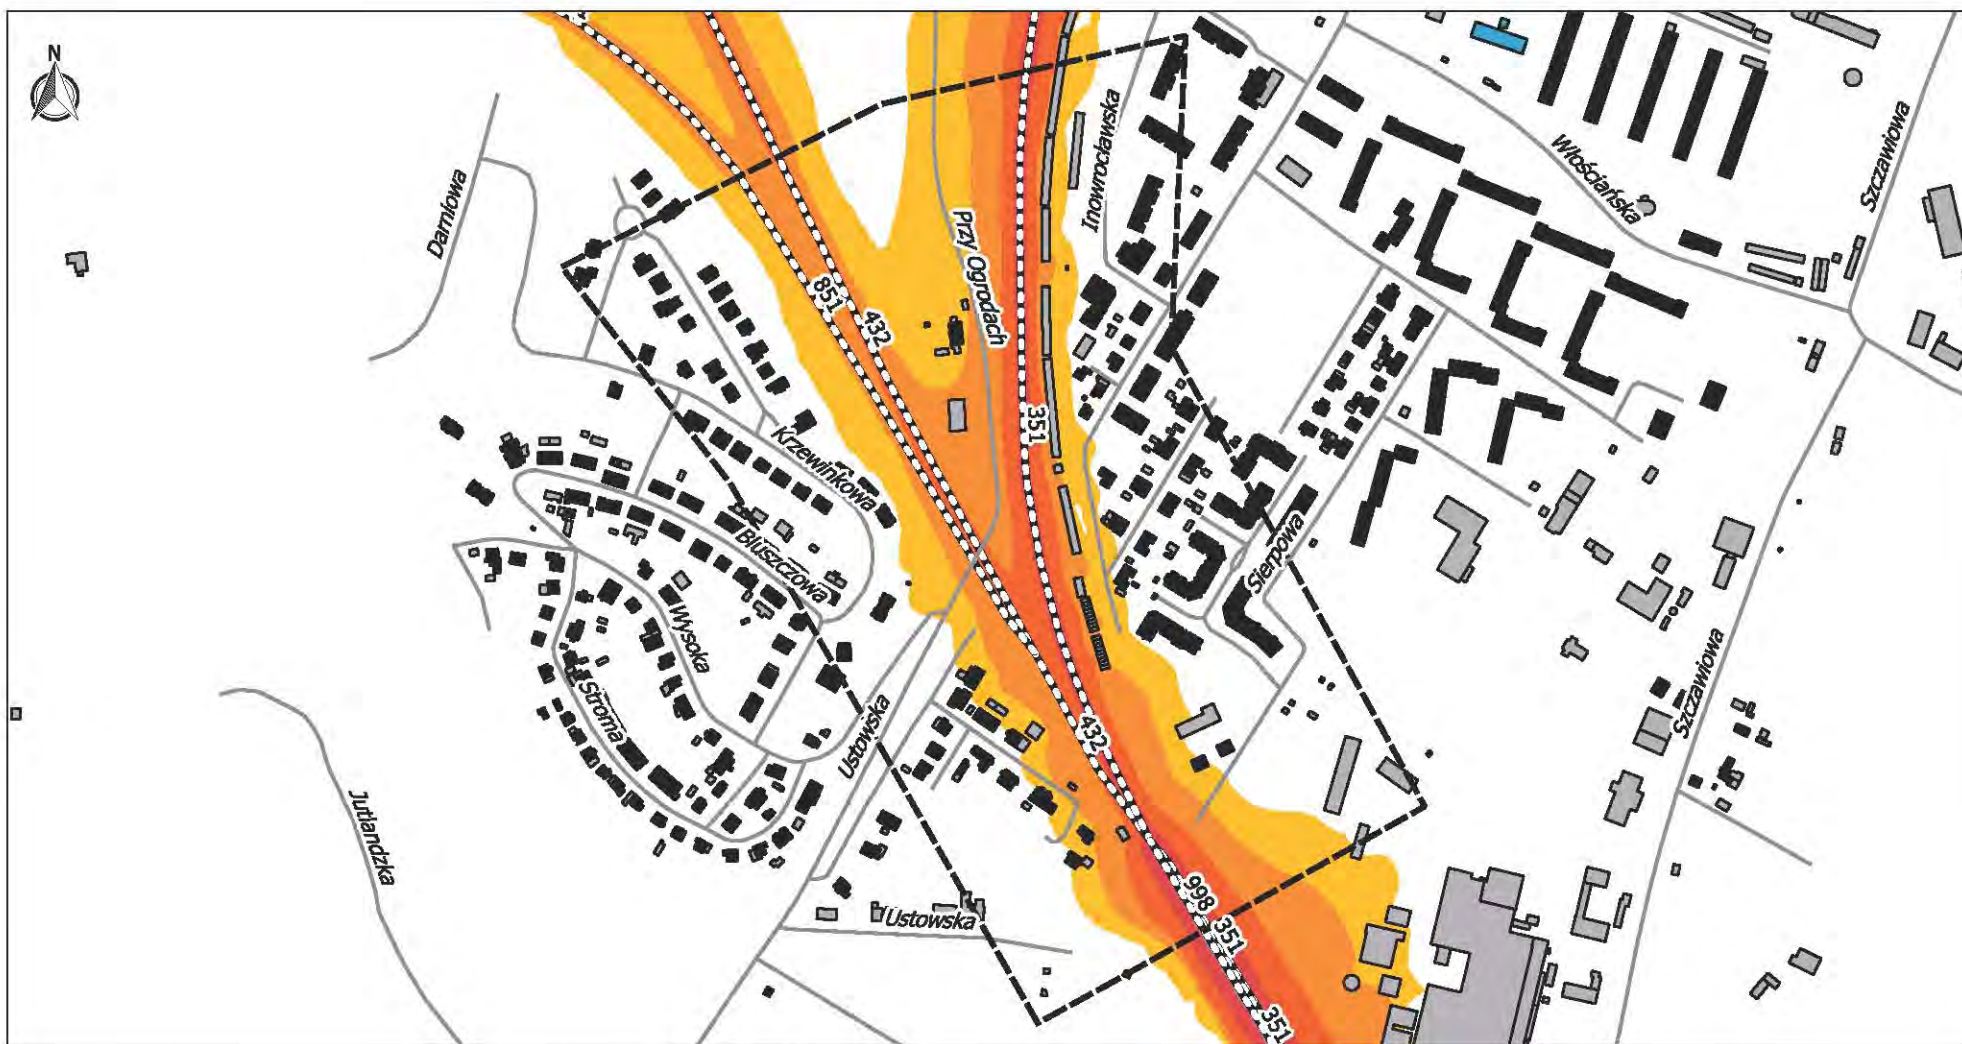 N
Darniowa
Inowrocławska
Włościańska
Szczawiowa
Przy Ogrodach
851
432
351
Krzewinkowa
Bluszczowa
Wysoka
Stroma
Sierpowa
Szczawiowa
Ustowska
432
Jutlandzka
Ustowska
998
351
351